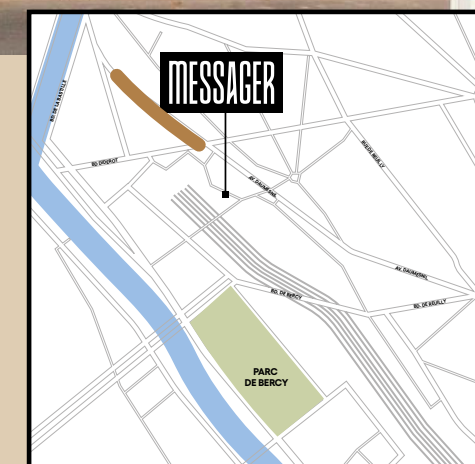 MESSAGER
BD DE LA BASTILLE
BD DIDEROT
AV. DAUMESNIL
RUE DE REUILLY
AV. DAUMESNIL
BD. DE BERCY
BD. DE REUILLY
PARC
DE BERCY